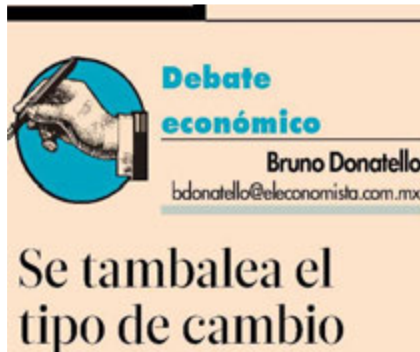 Debate
económico
Bruno Donatello
bdonatello@eleconomista.com.mx
Se tambalea el
tipo de cambio